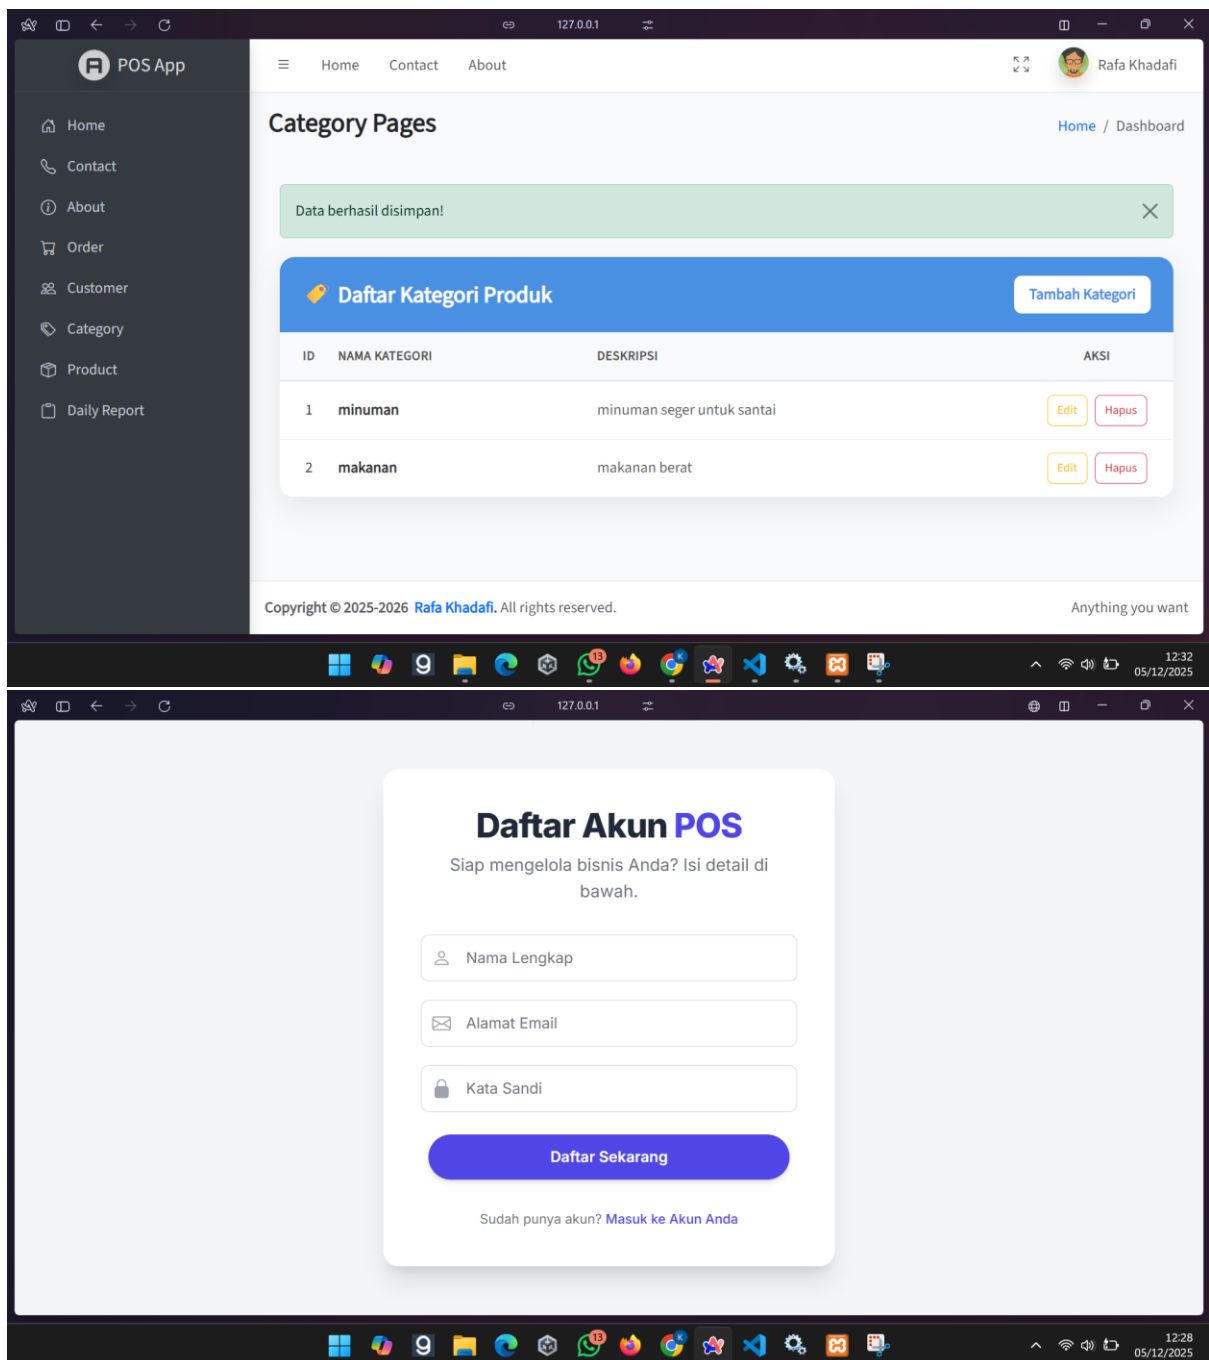 127.0.0.1
POS App
Home Contact About
Rafa Khadafi
Home
Contact
About
Order
Customer
Category
Product
Daily Report
Category Pages
Home / Dashboard
Data berhasil disimpan!
Daftar Kategori Produk
Tambah Kategori
ID NAMA KATEGORI DESKRIPSI AKSI
1 minuman minuman seger untuk santai Edit Hapus
2 makanan makanan berat Edit Hapus
Copyright © 2025-2026 Rafa Khadafi. All rights reserved.
Anything you want
13
K
12:32
05/12/2025
127.0.0.1
Daftar Akun POS
Siap mengelola bisnis Anda? Isi detail di
bawah.
Nama Lengkap
Alamat Email
Kata Sandi
Daftar Sekarang
Sudah punya akun? Masuk ke Akun Anda
13
K
12:28
05/12/2025